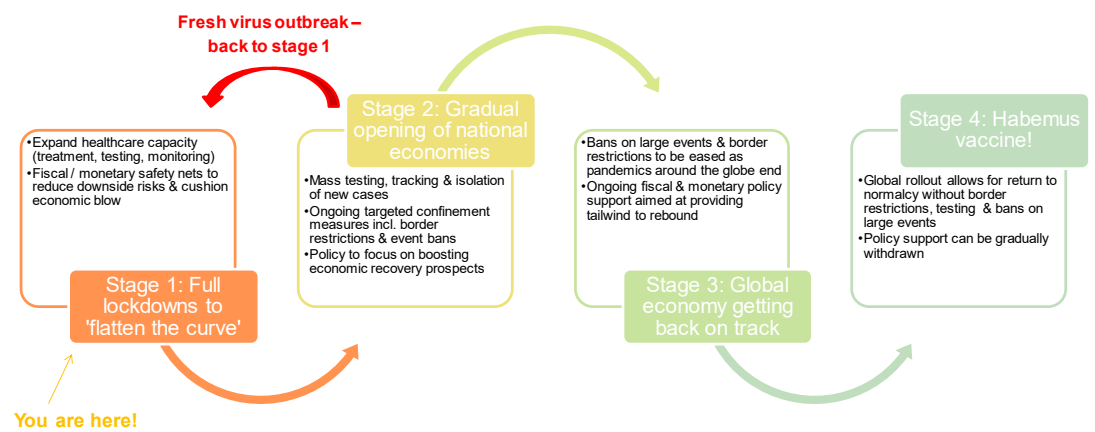 Fresh virus outbreak –
back to stage 1
•Expand healthcare capacity
(treatment, testing, monitoring)
•Fiscal / monetary safety nets to
reduce downside risks & cushion
economic blow
Stage 1: Full
lockdowns to
'flatten the curve'
You are here!
Stage 2: Gradual
opening of national
economies
•Mass testing, tracking & isolation
of new cases
•Ongoing targeted confinement
measures incl. border
restrictions & event bans
•Policy to focus on boosting
economic recovery prospects
•Bans on large events & border
restrictions to be eased as
pandemics around the globe end
•Ongoing fiscal & monetary policy
support aimed at providing
tailwind to rebound
Stage 3: Global
economy getting
back on track
Stage 4: Habemus
vaccine!
•Global rollout allows for return to
normalcy without border
restrictions, testing & bans on
large events
•Policy support can be gradually
withdrawn